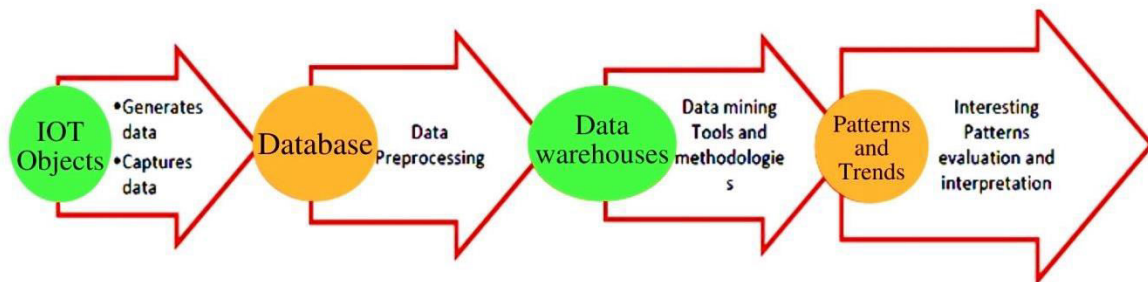 IOT
Objects
•Generates
data
•Captures
data
Database
Data
Preprocessing
Data
warehouses
Data mining
Tools and
methodologie
s
Patterns
and
Trends
Interesting
Patterns
evaluation and
interpretation